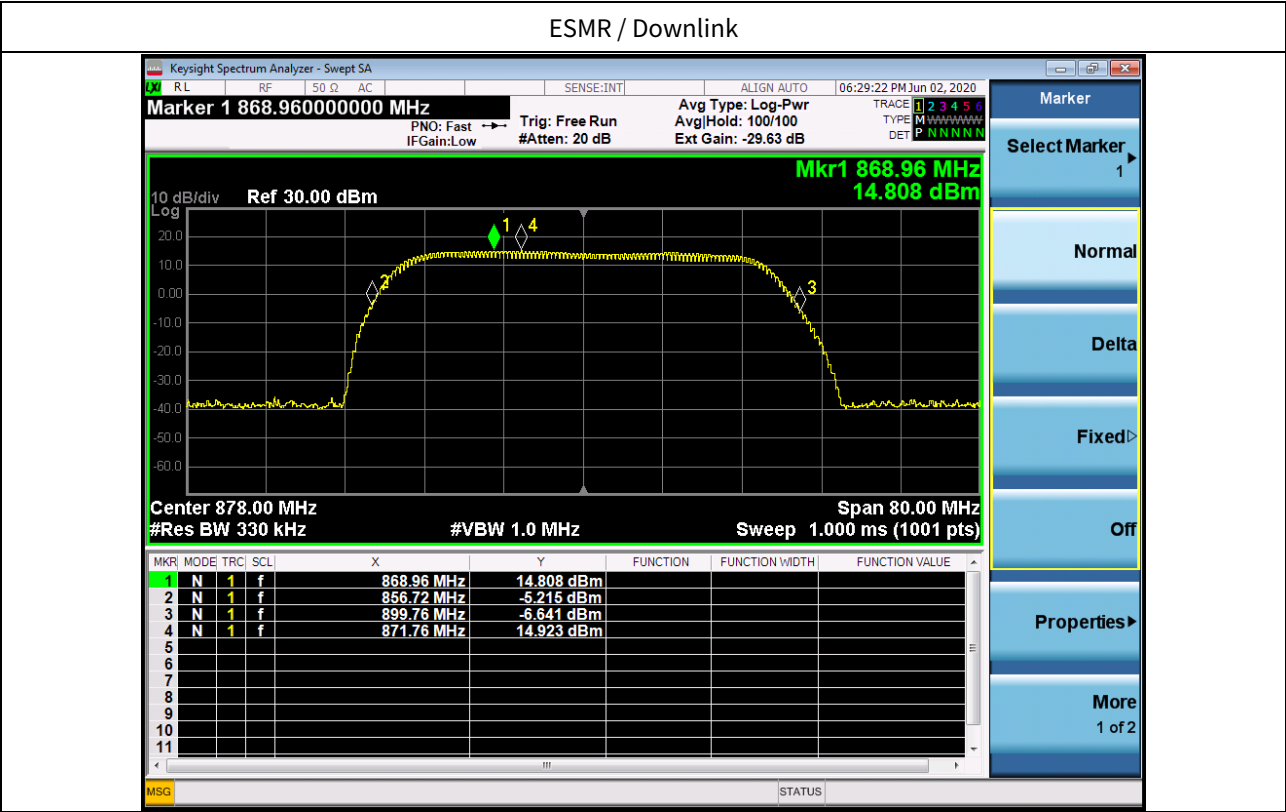 ESMR / Downlink
Keysight Spectrum Analyzer - Swept SA
LXI RL RF 50 Ω AC SENSE:INT ALIGN AUTO 06:29:22 PM Jun 02, 2020
Marker 1 868.960000000 MHz
PNO: Fast
IFGain:Low
Trig: Free Run
#Atten: 20 dB
Avg Type: Log-Pwr
Avg|Hold: 100/100
Ext Gain: -29.63 dB
TRACE 1 2 3 4 5 6
TYPE M W W W W W
DET P N N N N N
Mkr1 868.96 MHz
14.808 dBm
10 dB/div Ref 30.00 dBm
Log
20.0
10.0
0.00
-10.0
-20.0
-30.0
-40.0
-50.0
-60.0
1
4
2
3
Center 878.00 MHz Span 80.00 MHz
#Res BW 330 kHz #VBW 1.0 MHz Sweep 1.000 ms (1001 pts)
MKR MODE TRC SCL X Y FUNCTION FUNCTION WIDTH FUNCTION VALUE
1 N 1 f 868.96 MHz 14.808 dBm
2 N 1 f 856.72 MHz -5.215 dBm
3 N 1 f 899.76 MHz -6.641 dBm
4 N 1 f 871.76 MHz 14.923 dBm
5
6
7
8
9
10
11
MSG STATUS
Marker
Select Marker
1
Normal
Delta
Fixed
Off
Properties
More
1 of 2